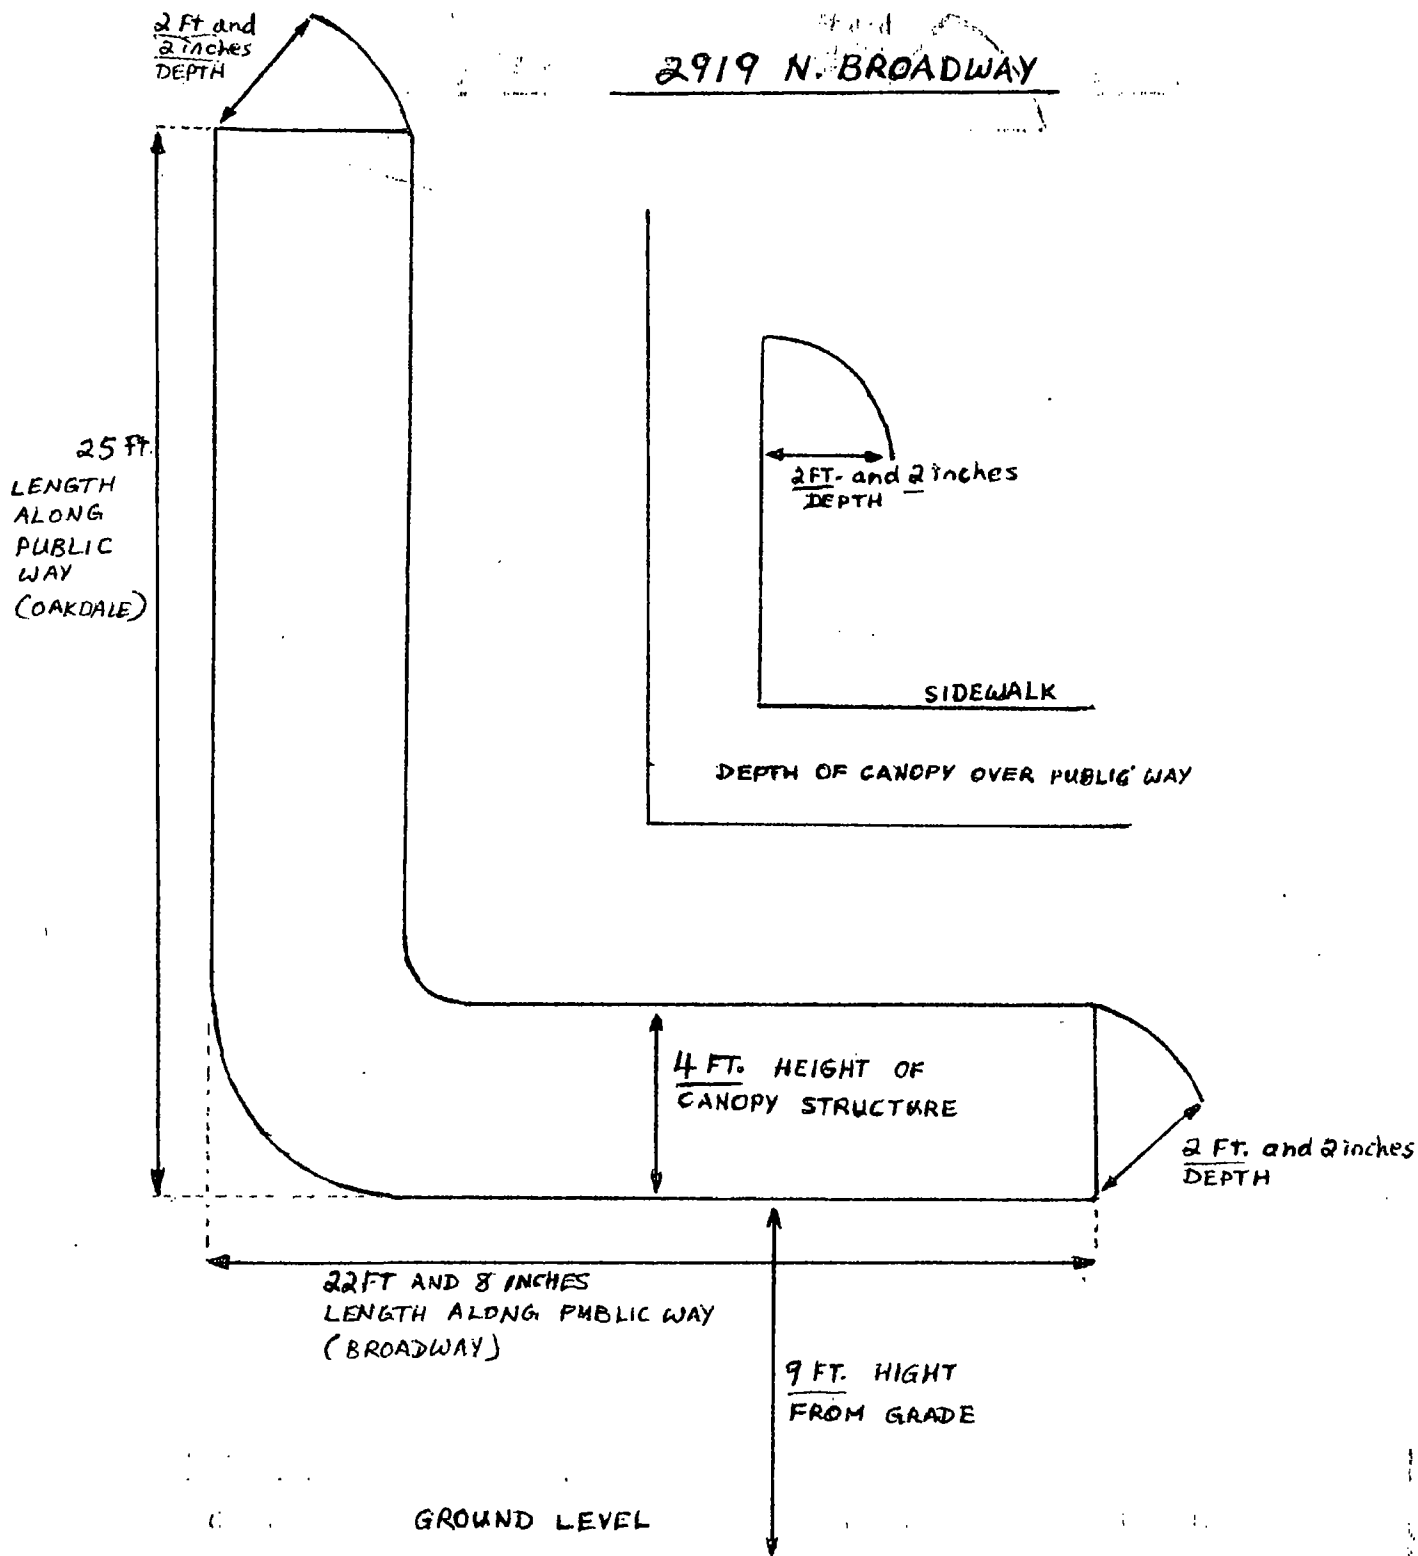 2919 N. BROADWAY
2 Ft and
2 inches
DEPTH
25 FT.
LENGTH
ALONG
PUBLIC
WAY
(OAKDALE)
2FT. and 2 inches
DEPTH
SIDEWALK
DEPTH OF CANOPY OVER PUBLIC WAY
4 FT. HEIGHT OF
CANOPY STRUCTURE
2 FT. and 2 inches
DEPTH
22FT AND 8 INCHES
LENGTH ALONG PUBLIC WAY
(BROADWAY)
9 FT. HIGHT
FROM GRADE
GROUND LEVEL